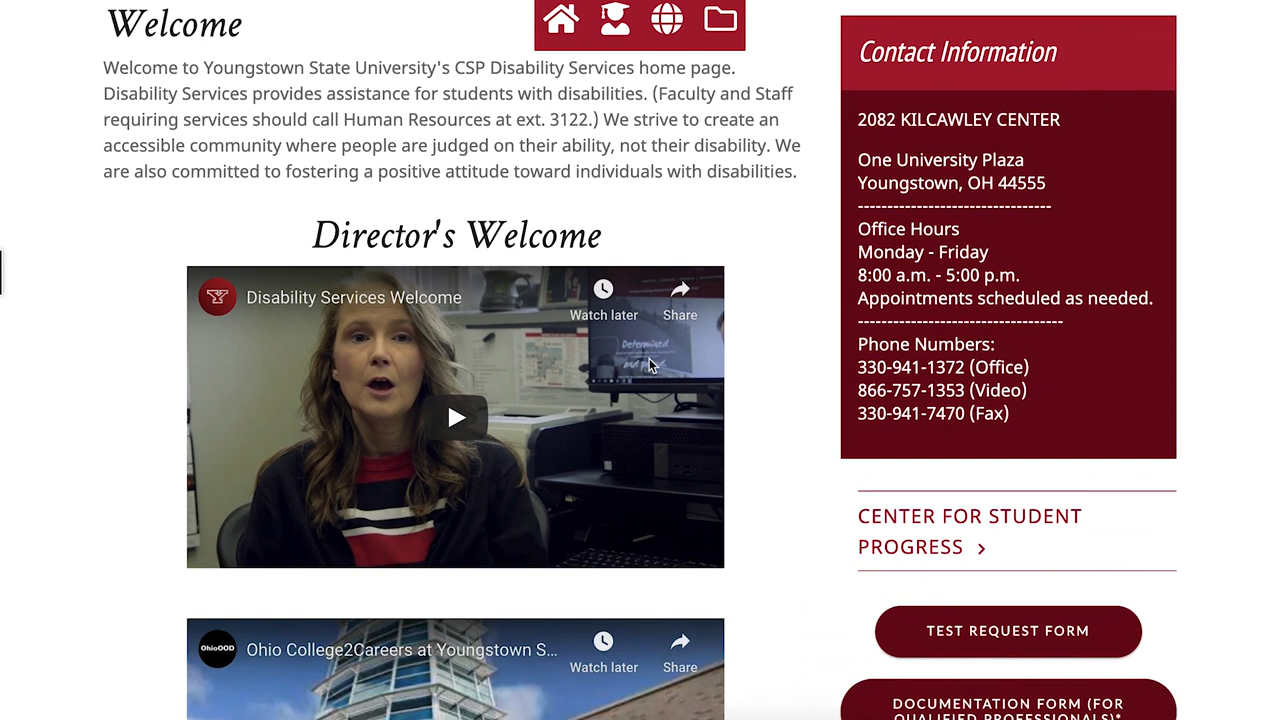 Welcome
Welcome to Youngstown State University's CSP Disability Services home page.
Disability Services provides assistance for students with disabilities. (Faculty and Staff
requiring services should call Human Resources at ext. 3122.) We strive to create an
accessible community where people are judged on their ability, not their disability. We
are also committed to fostering a positive attitude toward individuals with disabilities.
Director's Welcome
Disability Services Welcome
Watch later
Share
Determined
and proud.
OhioOOD
Ohio College2Careers at Youngstown S...
Watch later
Share
Contact Information
2082 KILCAWLEY CENTER
One University Plaza
Youngstown, OH 44555
---------------------------------
Office Hours
Monday - Friday
8:00 a.m. - 5:00 p.m.
Appointments scheduled as needed.
-----------------------------------
Phone Numbers:
330-941-1372 (Office)
866-757-1353 (Video)
330-941-7470 (Fax)
CENTER FOR STUDENT
PROGRESS >
TEST REQUEST FORM
DOCUMENTATION FORM (FOR
QUALIFIED PROFESSIONALS)*